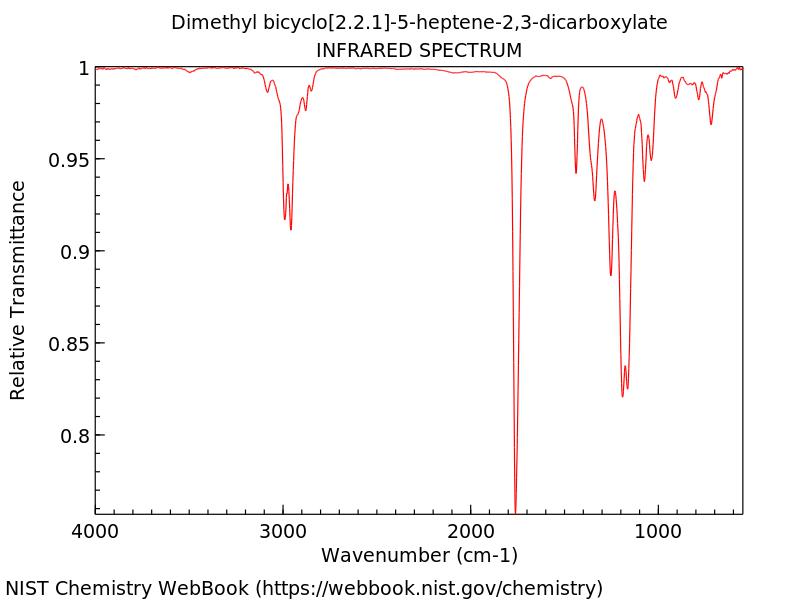 Dimethyl bicyclo[2.2.1]-5-heptene-2,3-dicarboxylate
INFRARED SPECTRUM
1
0.95
0.9
0.85
0.8
Relative Transmittance
4000 3000 2000 1000
Wavenumber (cm-1)
NIST Chemistry WebBook (https://webbook.nist.gov/chemistry)